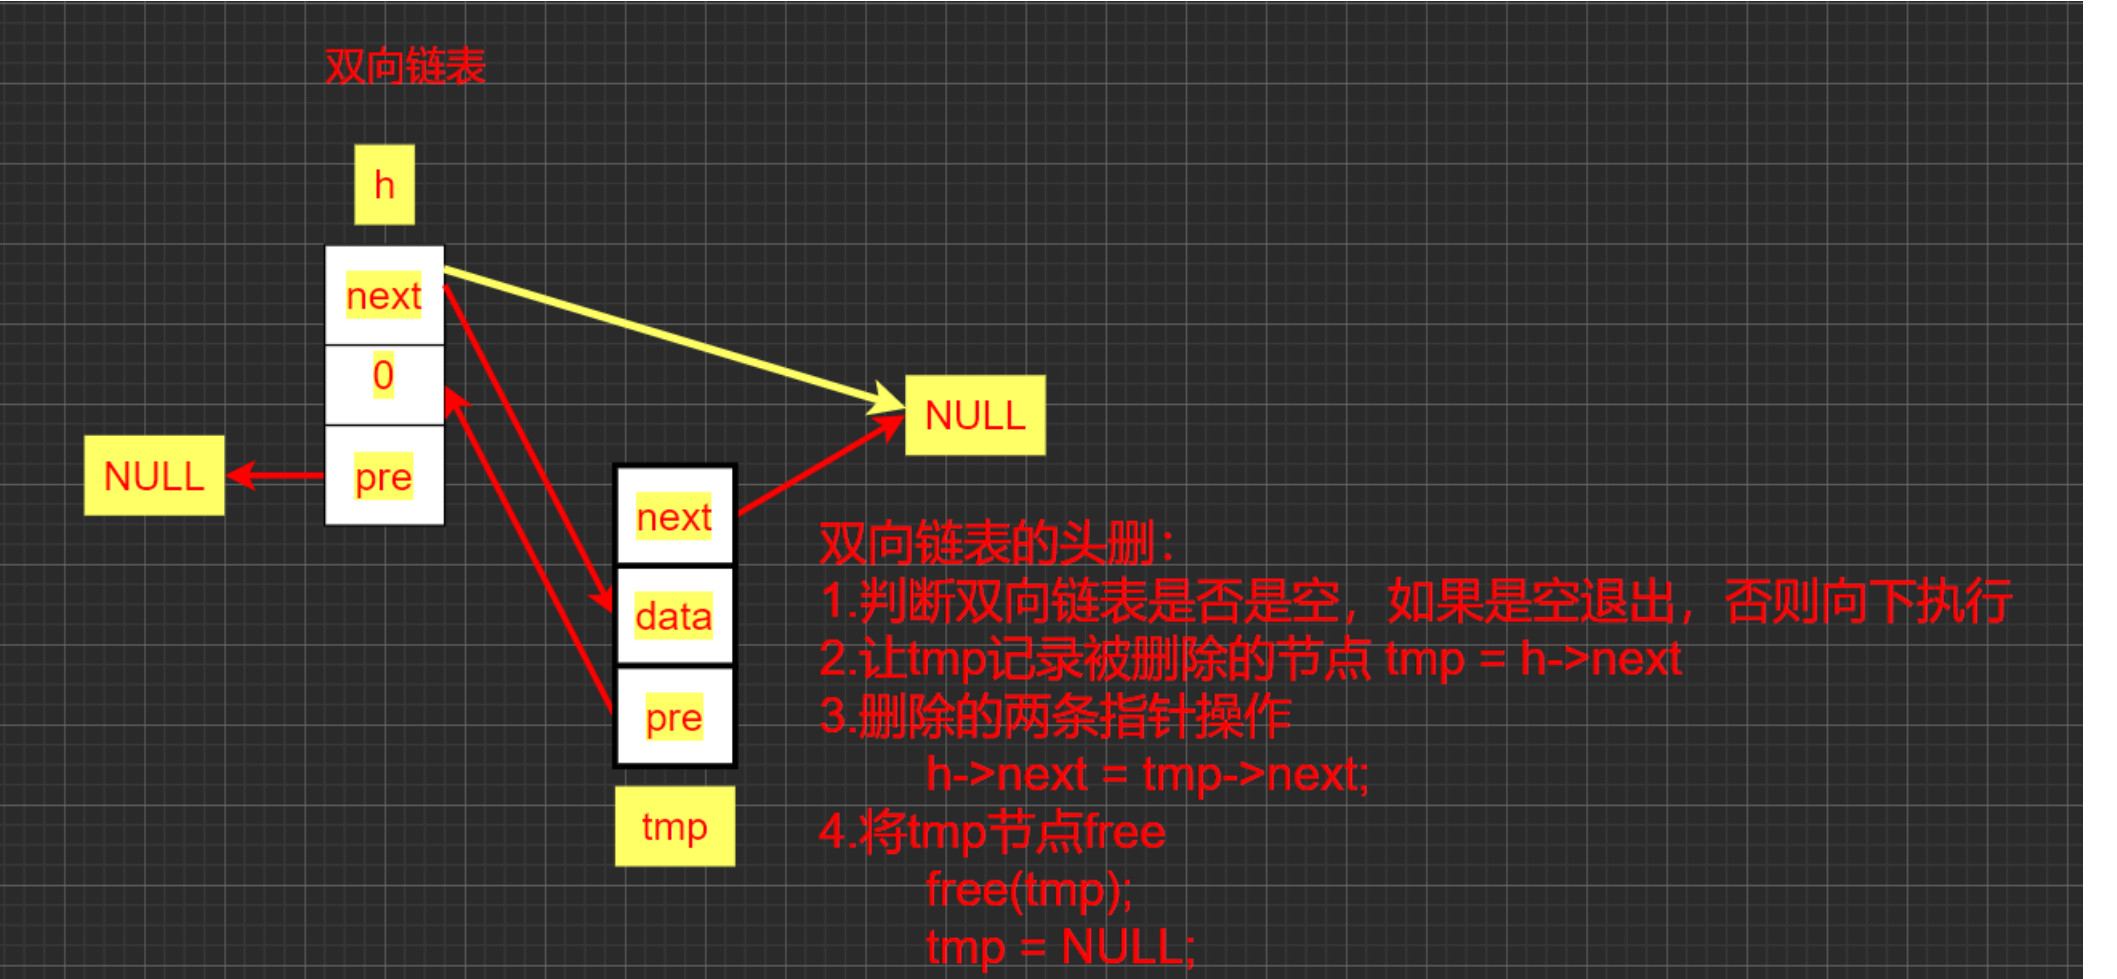 双向链表
h
next
0
pre
NULL
NULL
next
data
pre
tmp
双向链表的头删：
1.判断双向链表是否是空，如果是空退出，否则向下执行
2.让tmp记录被删除的节点 tmp = h->next
3.删除的两条指针操作
h->next = tmp->next;
4.将tmp节点free
free(tmp);
tmp = NULL;